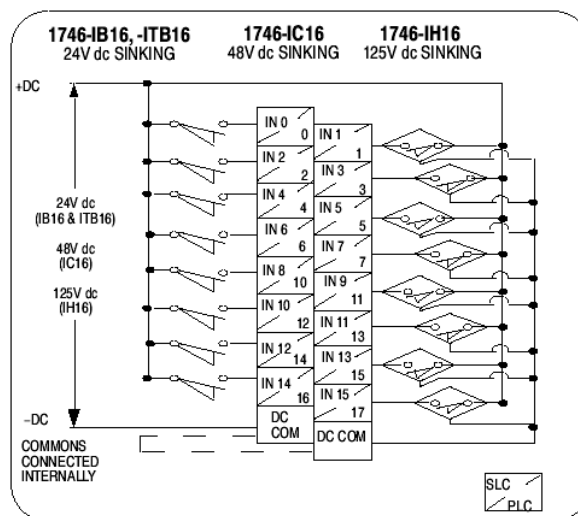 1746-IB16, -ITB16 1746-IC16 1746-IH16
24V dc SINKING 48V dc SINKING 125V dc SINKING
+DC
IN 0
0
IN 1
1
IN 2
2
IN 3
3
IN 4
4
IN 5
5
IN 6
6
IN 7
7
IN 8
10
IN 9
11
IN 10
12
IN 11
13
IN 12
14
IN 13
15
IN 14
16
IN 15
17
24V dc
(IB16 & ITB16)
48V dc
(IC16)
125V dc
(IH16)
–DC
DC
COM
DC COM
COMMONS
CONNECTED
INTERNALLY
SLC
PLC